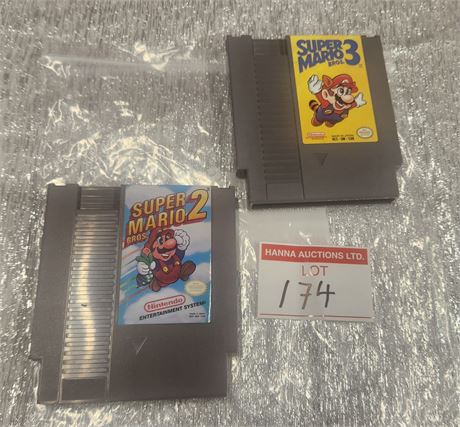 SUPER
MARIO 3
BROS.
SUPER
MARIO 2
BROS
Nintendo
ENTERTAINMENT SYSTEM
HANNA AUCTIONS LTD.
LOT
174